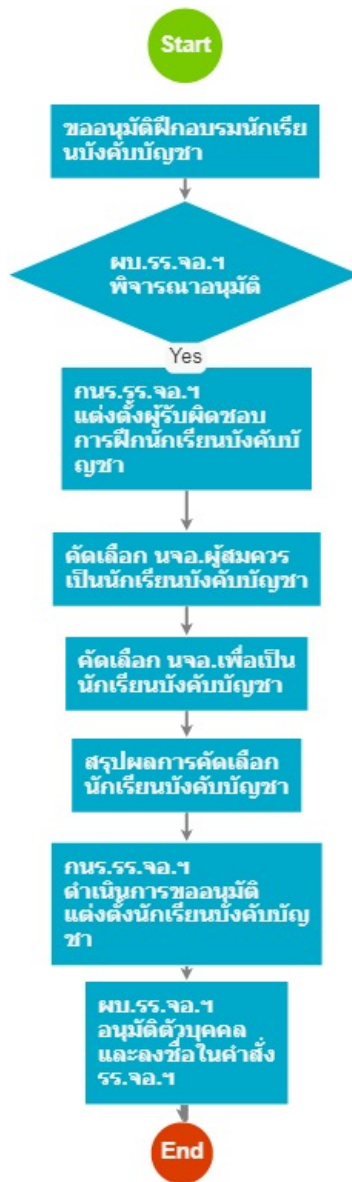 Start
ขออนุมัติฝึกอบรมนักเรีย
นบังคับบัญชา
ผบ.รร.จอ.ฯ
พิจารณาอนุมัติ
Yes
กนร.รร.จอ.ฯ
แต่งตั้งผู้รับผิดชอบ
การฝึกนักเรียนบังคับบั
ญชา
คัดเลือก นจอ.ผู้สมควร
เป็นนักเรียนบังคับบัญชา
คัดเลือก นจอ.เพื่อเป็น
นักเรียนบังคับบัญชา
สรุปผลการคัดเลือก
นักเรียนบังคับบัญชา
กนร.รร.จอ.ฯ
ดำเนินการขออนุมัติ
แต่งตั้งนักเรียนบังคับบัญ
ชา
ผบ.รร.จอ.ฯ
อนุมัติตัวบุคคล
และลงชื่อในคำสั่ง
รร.จอ.ฯ
End